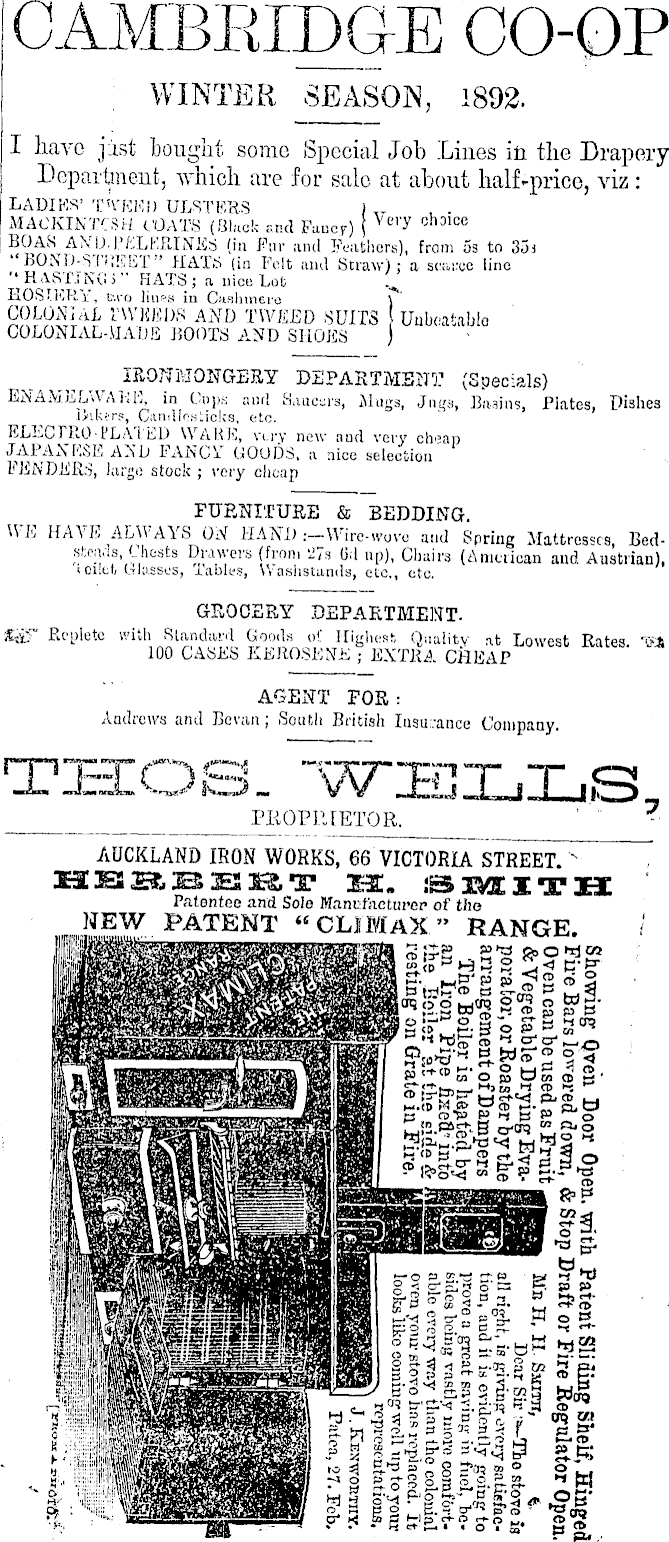 CAMBRIDGE CO-OP
WINTER SEASON, 1892.
I have just bought some Special Job Lines in the Drapery
Department, which are for sale at about half-price, viz :
LADIES' TWEED ULSTERS
MACKINTOSH COATS (Black and Fancy) } Very choice
BOAS AND PELERINES (in Fur and Feathers), from 5s to 35s
"BOND-STREET" HATS (in Felt and Straw) ; a scarce line
"HASTINGS" HATS ; a nice Lot
HOSIERY, two lines in Cashmere
COLONIAL TWEEDS AND TWEED SUITS } Unbeatable
COLONIAL-MADE BOOTS AND SHOES
IRONMONGERY DEPARTMENT (Specials)
ENAMELWARE, in Cups and Saucers, Mugs, Jugs, Basins, Plates, Dishes
Bakers, Candlesticks, etc.
ELECTRO-PLATED WARE, very new and very cheap
JAPANESE AND FANCY GOODS, a nice selection
FENDERS, large stock ; very cheap
FURNITURE & BEDDING.
WE HAVE ALWAYS ON HAND :—Wire-wove and Spring Mattresses, Bed-
steads, Chests Drawers (from 27s 6d up), Chairs (American and Austrian),
Toilet Glasses, Tables, Washstands, etc., etc.
GROCERY DEPARTMENT.
Replete with Standard Goods of Highest Quality at Lowest Rates.
100 CASES KEROSENE ; EXTRA CHEAP
AGENT FOR :
Andrews and Bevan ; South British Insurance Company.
THOS. WELLS,
PROPRIETOR.
AUCKLAND IRON WORKS, 66 VICTORIA STREET.
HERBERT H. SMITH
Patentee and Sole Manufacturer of the
NEW PATENT "CLIMAX" RANGE.
Showing Oven Door Open, with Patent Sliding Shelf, Hinged
Fire Bars lowered down, & Stop Draft or Fire Regulator Open.
Oven can be used as Fruit
& Vegetable Drying Eva-
porator, or Roaster by the
arrangement of Dampers
The Boiler is heated by
an Iron Pipe fixed into
the Boiler at the side &
resting on Grate in Fire.
MR H. H. SMITH,
Dear Sir,—The stove is
all right, is giving every satisfac-
tion, and it is evidently going to
prove a great saving in fuel, be-
sides being vastly more comfort-
able every way than the colonial
oven your stove has replaced. It
looks like coming well up to your
representations.
J. KENWORTHY.
Patea, 27. Feb.
THE
PATENT
CLIMAX
RANGE
[FROM A PHOTO.